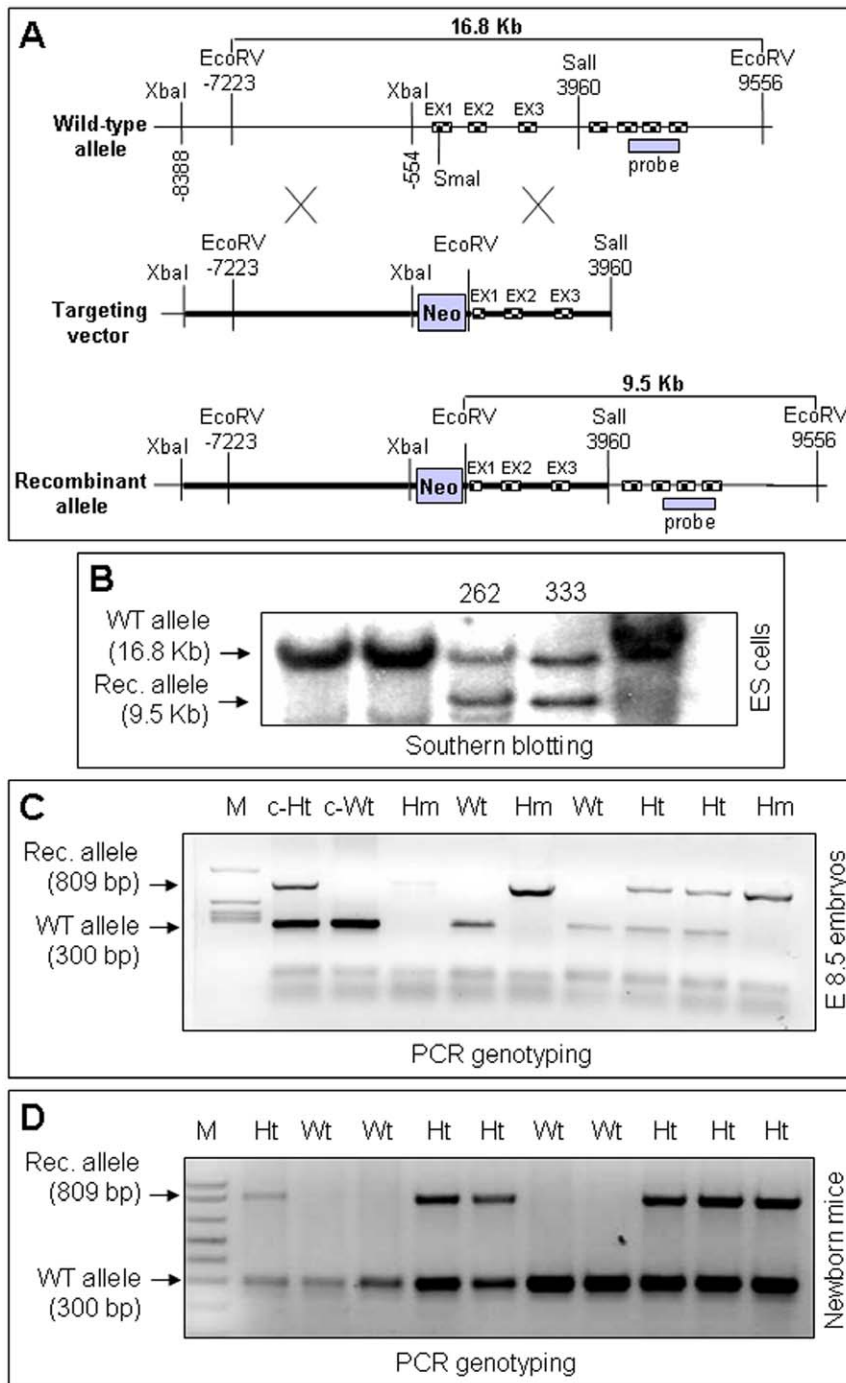 A
16.8 Kb
EcoRV
-7223
SalI
3960
EcoRV
9556
XbaI
XbaI
EX1 EX2 EX3
Wild-type
allele
-8388
-554
SmaI
probe
EcoRV
-7223
EcoRV
SalI
3960
XbaI
XbaI
Neo
EX1 EX2 EX3
Targeting
vector
9.5 Kb
EcoRV
-7223
EcoRV
SalI
3960
EcoRV
9556
XbaI
XbaI
Neo
EX1 EX2 EX3
Recombinant
allele
probe
B
262 333
WT allele
(16.8 Kb)
Rec. allele
(9.5 Kb)
ES cells
Southern blotting
C
M c-Ht c-Wt Hm Wt Hm Wt Ht Ht Hm
Rec. allele
(809 bp)
WT allele
(300 bp)
E 8.5 embryos
PCR genotyping
D
M Ht Wt Wt Ht Ht Wt Wt Ht Ht Ht
Rec. allele
(809 bp)
WT allele
(300 bp)
Newborn mice
PCR genotyping